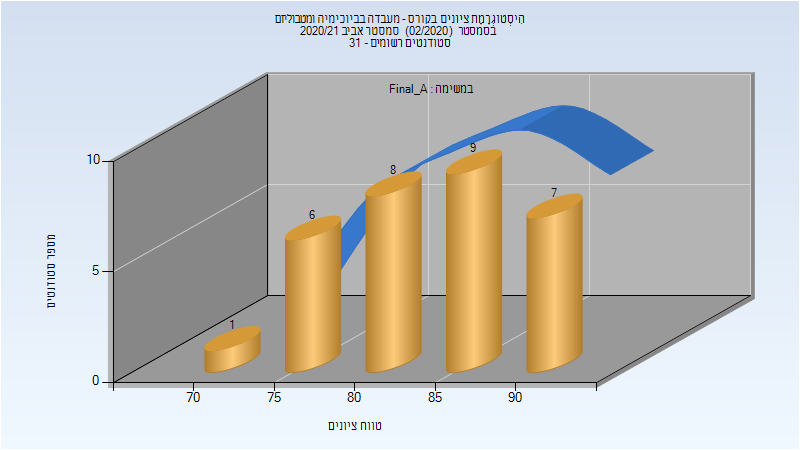 היסטוגרמת ציונים בקורס - מעבדה בביוכימיה ומטבוליזם
בסמסטר (02/2020) סמסטר אביב 2020/21
סטודנטים רשומים - 31
במשימה : Final_A
מספר סטודנטים
10
5
0
1
6
8
9
7
70
75
80
85
90
טווח ציונים